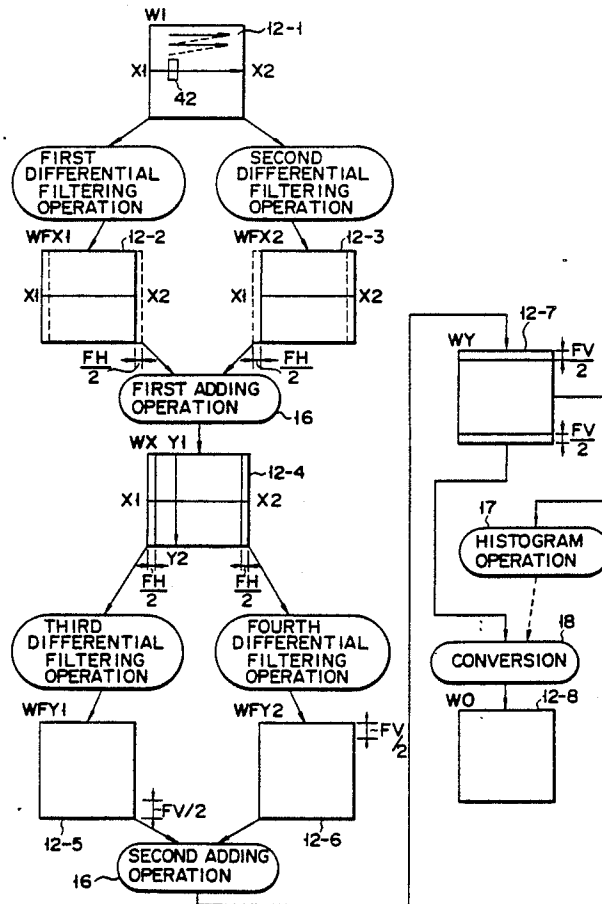 WI
12-1
X1 X2
42
FIRST
DIFFERENTIAL
FILTERING
OPERATION
SECOND
DIFFERENTIAL
FILTERING
OPERATION
WFX1 12-2
WFX2 12-3
X1 X2
X1 X2
FH
2
FH
2
FIRST ADDING
OPERATION
16
WX Y1
12-4
X1 X2
Y2
FH
2
FH
2
THIRD
DIFFERENTIAL
FILTERING
OPERATION
FOURTH
DIFFERENTIAL
FILTERING
OPERATION
WFY1
WFY2
FV
/2
FV/2
12-5
12-6
SECOND ADDING
OPERATION
16
12-7
WY
FV
2
FV
2
17
HISTOGRAM
OPERATION
18
CONVERSION
WO
12-8